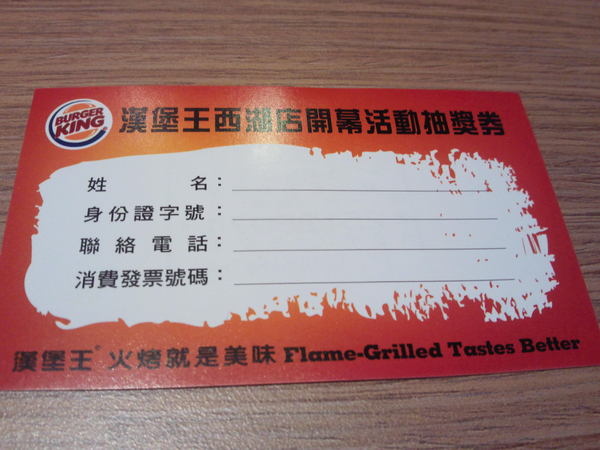 BURGER
KING
漢堡王西湖店開幕活動抽獎券
姓 名：
身份證字號：
聯絡電話：
消費發票號碼：
漢堡王® 火烤就是美味 Flame-Grilled Tastes Better